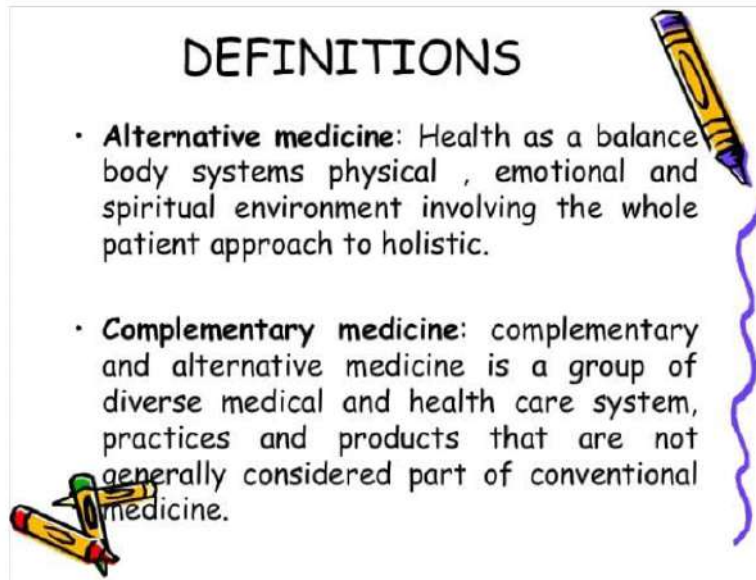 DEFINITIONS
• Alternative medicine: Health as a balance
body systems physical , emotional and
spiritual environment involving the whole
patient approach to holistic.
• Complementary medicine: complementary
and alternative medicine is a group of
diverse medical and health care system,
practices and products that are not
generally considered part of conventional
medicine.